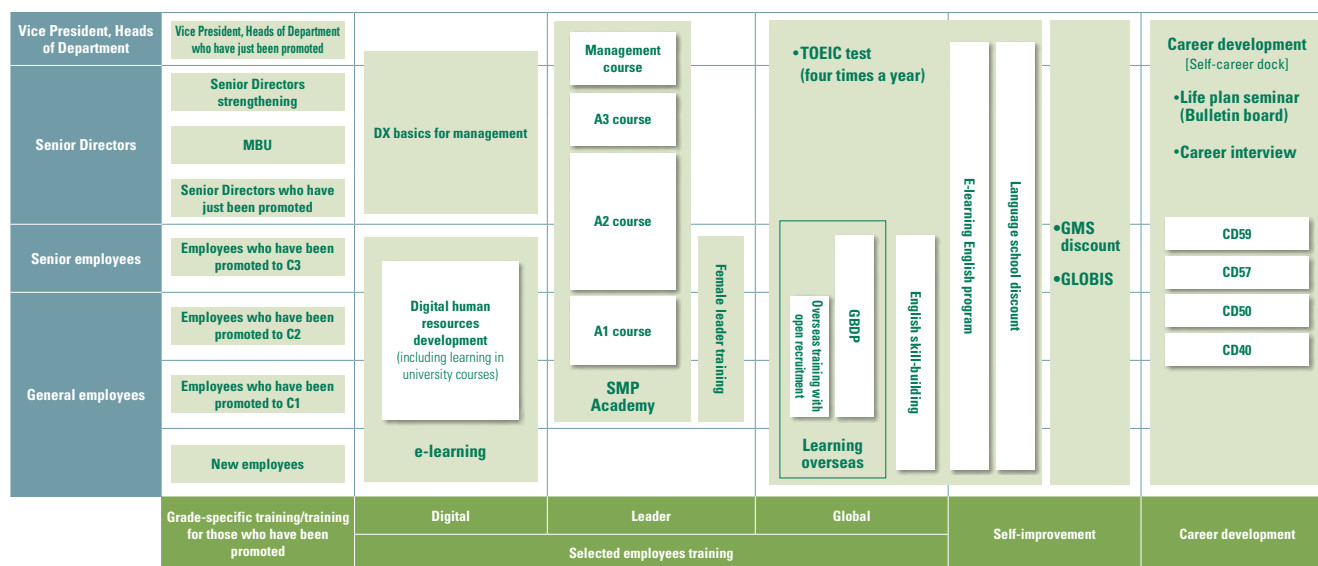 Vice President, Heads
of Department
Senior Directors
Senior employees
General employees
Vice President, Heads of Department
who have just been promoted
Senior Directors
strengthening
MBU
Senior Directors who have
just been promoted
Employees who have been
promoted to C3
Employees who have been
promoted to C2
Employees who have been
promoted to C1
New employees
DX basics for management
Digital human
resources
development
(including learning in
university courses)
e-learning
Management
course
A3 course
A2 course
A1 course
SMP
Academy
Female leader training
•TOEIC test
(four times a year)
Overseas training with
open recruitment
GBDP
Learning
overseas
English skill-building
E-learning English program
Language school discount
•GMS
discount
•GLOBIS
Career development
[Self-career dock]
•Life plan seminar
(Bulletin board)
•Career interview
CD59
CD57
CD50
CD40
Grade-specific training/training
for those who have been
promoted
Digital
Leader
Global
Selected employees training
Self-improvement
Career development